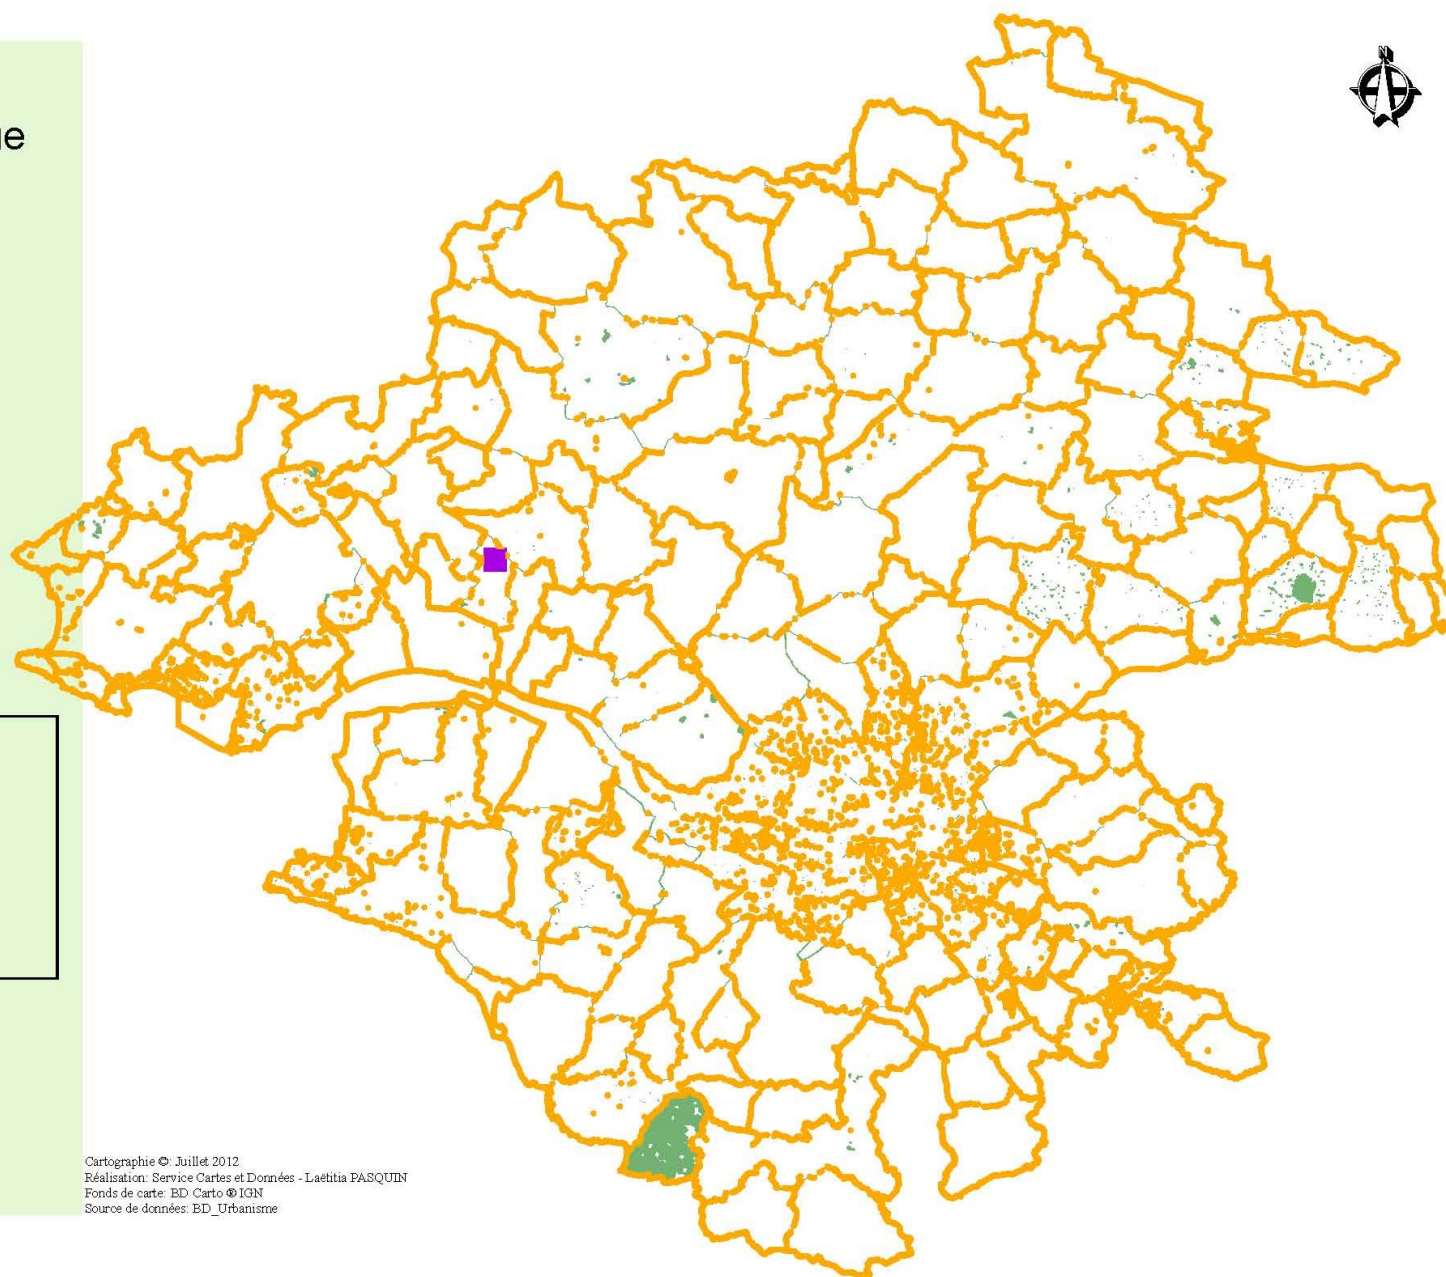 ue
N
Cartographie ©: Juillet 2012
Réalisation: Service Cartes et Données - Laëtitia PASQUIN
Fonds de carte: BD Carto ® IGN
Source de données: BD_Urbanisme